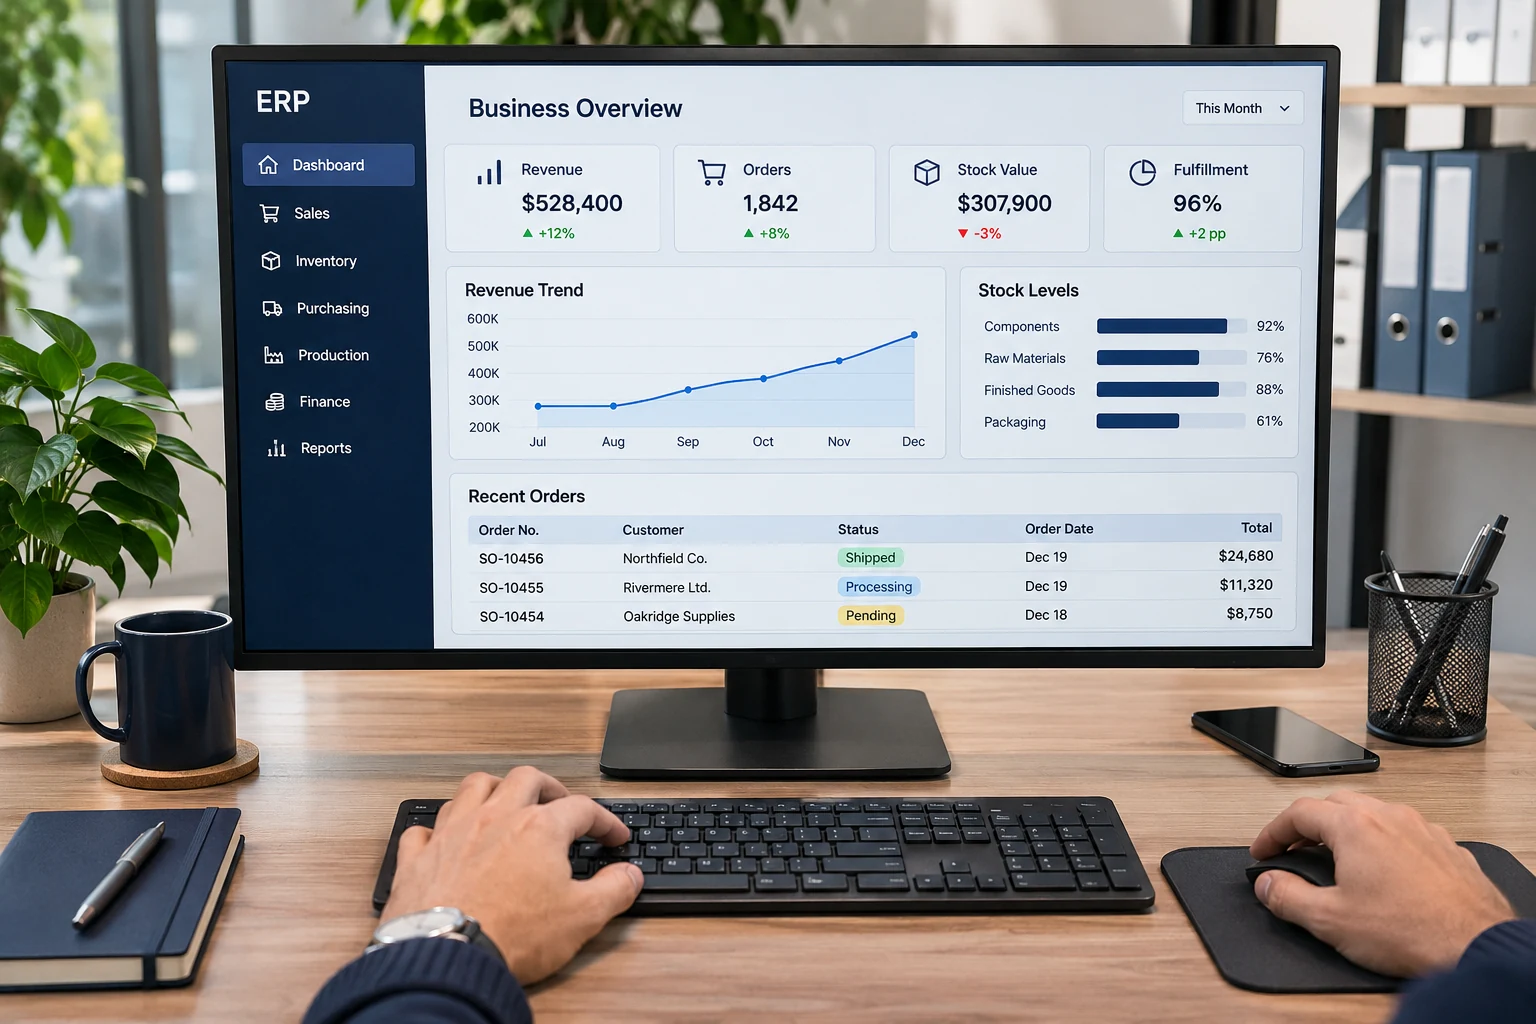 ERP
Dashboard
Sales
Inventory
Purchasing
Production
Finance
Reports
Business Overview
This Month
Revenue
$528,400
▲ +12%
Orders
1,842
▲ +8%
Stock Value
$307,900
▼ -3%
Fulfillment
96%
▲ +2 pp
Revenue Trend
600K
500K
400K
300K
200K
Jul Aug Sep Oct Nov Dec
Stock Levels
Components 92%
Raw Materials 76%
Finished Goods 88%
Packaging 61%
Recent Orders
Order No. Customer Status Order Date Total
SO-10456 Northfield Co. Shipped Dec 19 $24,680
SO-10455 Rivermere Ltd. Processing Dec 19 $11,320
SO-10454 Oakridge Supplies Pending Dec 18 $8,750